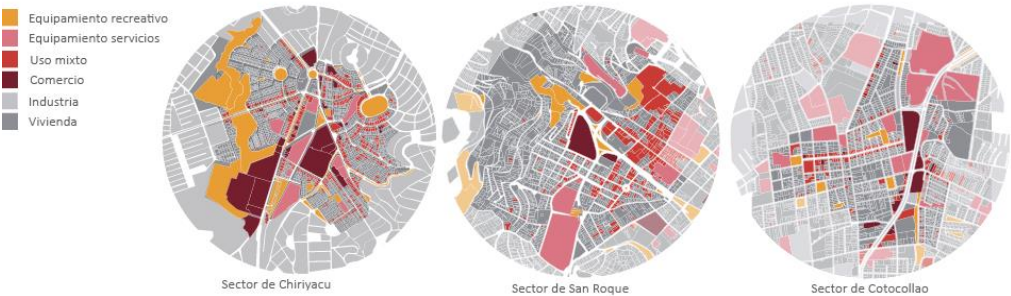 Equipamiento recreativo
Equipamiento servicios
Uso mixto
Comercio
Industria
Vivienda
Sector de Chiriyacu
Sector de San Roque
Sector de Cotocollao